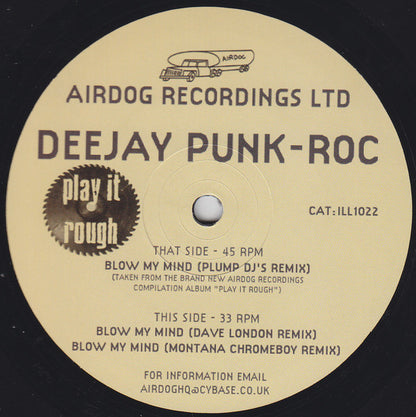 AIRDOG
AIRDOG RECORDINGS LTD
DEEJAY PUNK-ROC
play it
rough
CAT:ILL1022
THAT SIDE - 45 RPM
BLOW MY MIND (PLUMP DJ'S REMIX)
(TAKEN FROM THE BRAND NEW AIRDOG RECORDINGS
COMPILATION ALBUM "PLAY IT ROUGH")
THIS SIDE - 33 RPM
BLOW MY MIND (DAVE LONDON REMIX)
BLOW MY MIND (MONTANA CHROMEBOY REMIX)
FOR INFORMATION EMAIL
AIRDOGHQ@CYBASE.CO.UK